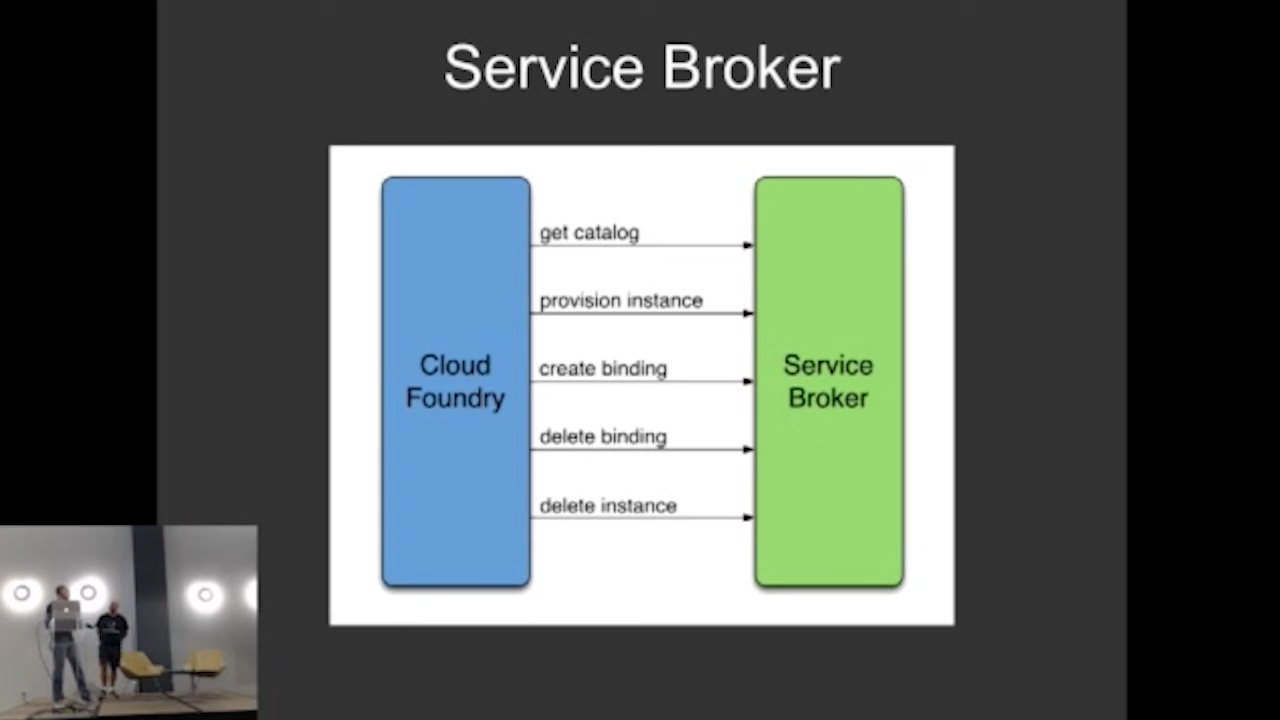 Service Broker
get catalog
provision instance
create binding
delete binding
delete instance
Cloud
Foundry
Service
Broker